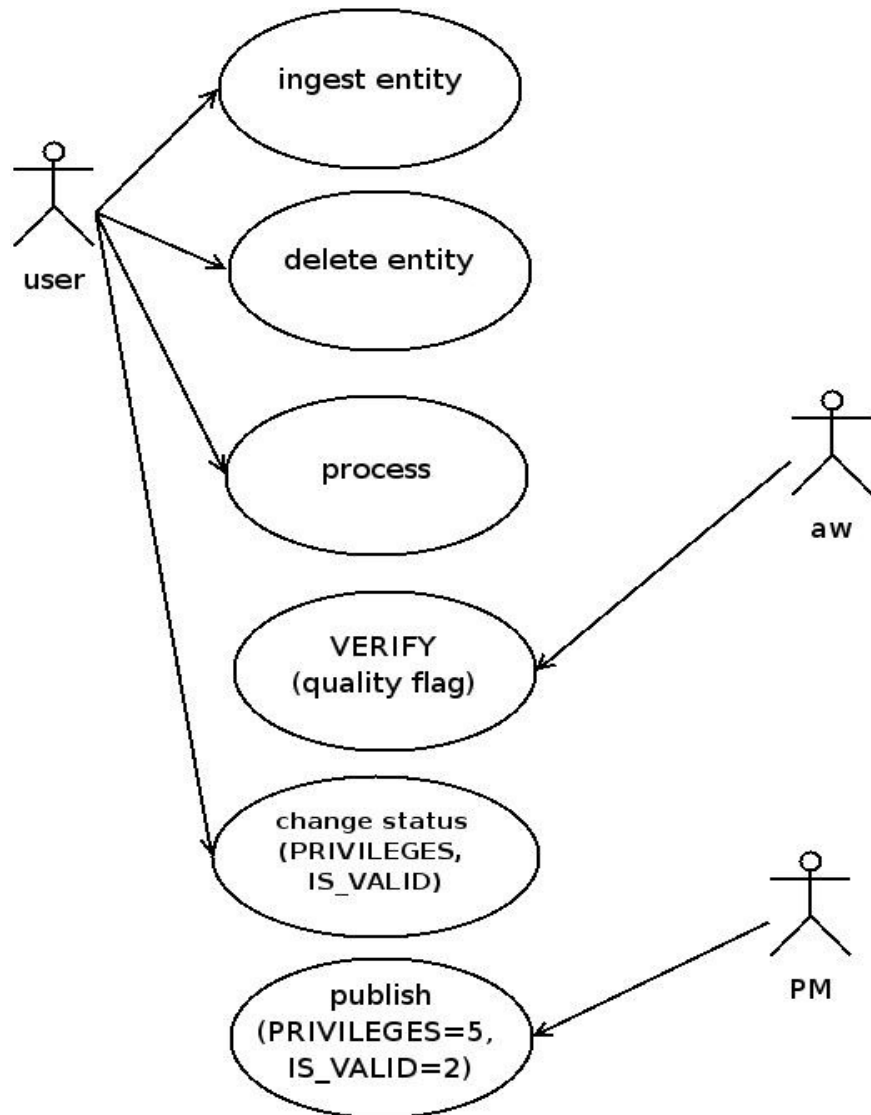 ingest entity
user
delete entity
process
aw
VERIFY
(quality flag)
change status
(PRIVILEGES,
IS_VALID)
PM
publish
(PRIVILEGES=5,
IS_VALID=2)